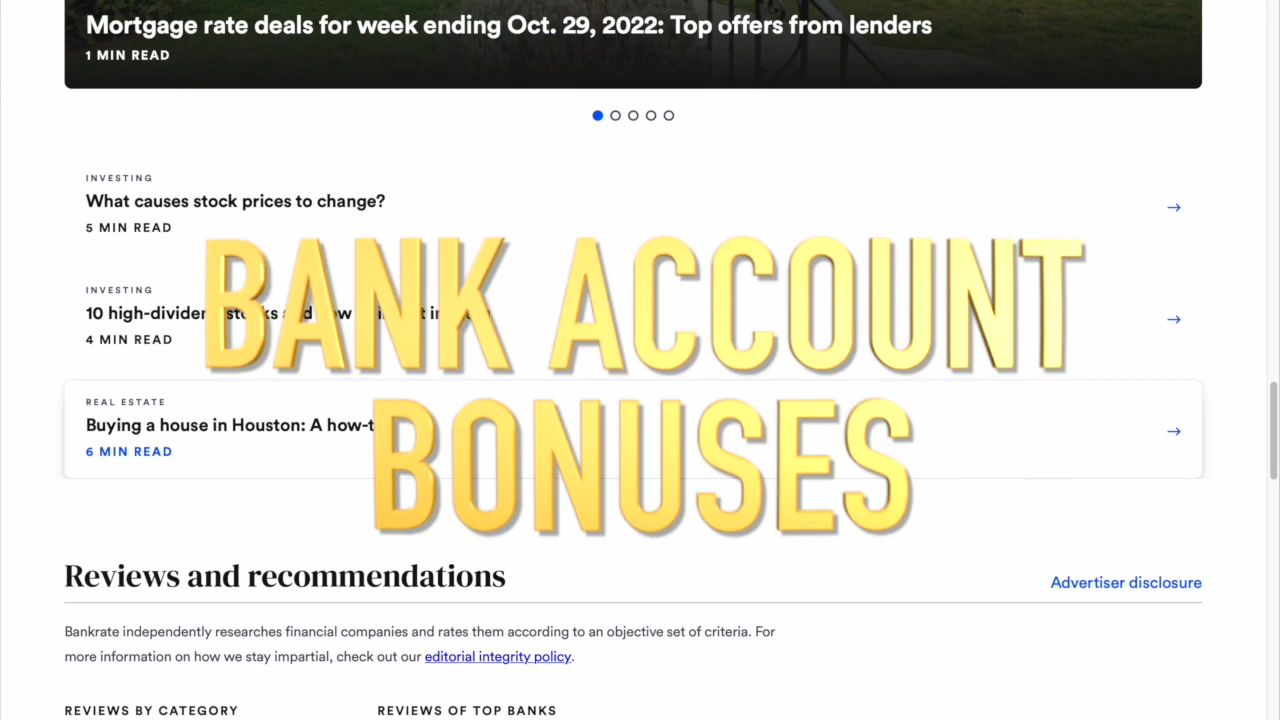 Mortgage rate deals for week ending Oct. 29, 2022: Top offers from lenders
1 MIN READ
INVESTING
What causes stock prices to change?
5 MIN READ
BANK ACCOUNT
INVESTING
10 high-dividend stocks and how
4 MIN READ
BONUSES
REAL ESTATE
Buying a house in Houston: A how-t
6 MIN READ
Reviews and recommendations
Advertiser disclosure
Bankrate independently researches financial companies and rates them according to an objective set of criteria. For
more information on how we stay impartial, check out our editorial integrity policy.
REVIEWS BY CATEGORY
REVIEWS OF TOP BANKS